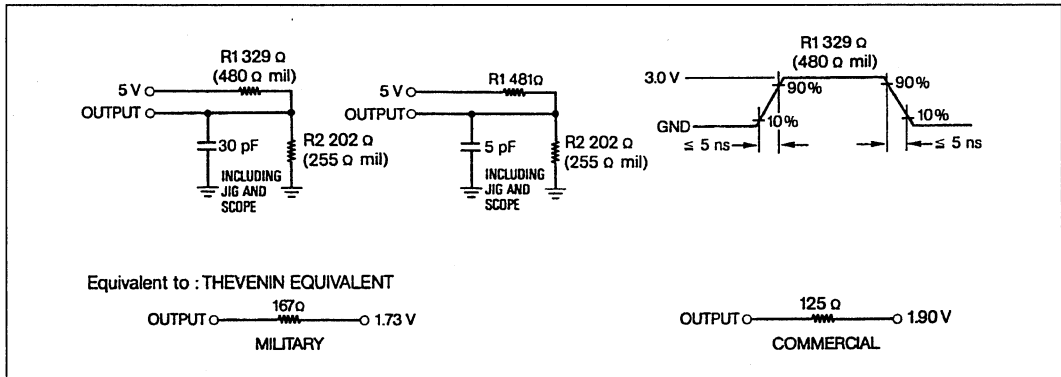 R1 329 Ω
(480 Ω mil)
5 V
OUTPUT
30 pF
INCLUDING
JIG AND
SCOPE
R2 202 Ω
(255 Ω mil)
R1 481Ω
5 V
OUTPUT
5 pF
INCLUDING
JIG AND
SCOPE
R2 202 Ω
(255 Ω mil)
R1 329 Ω
(480 Ω mil)
3.0 V
90%
90%
10%
10%
GND
≤ 5 ns
≤ 5 ns
Equivalent to : THEVENIN EQUIVALENT
167Ω
OUTPUT
1.73 V
MILITARY
125 Ω
OUTPUT
1.90 V
COMMERCIAL